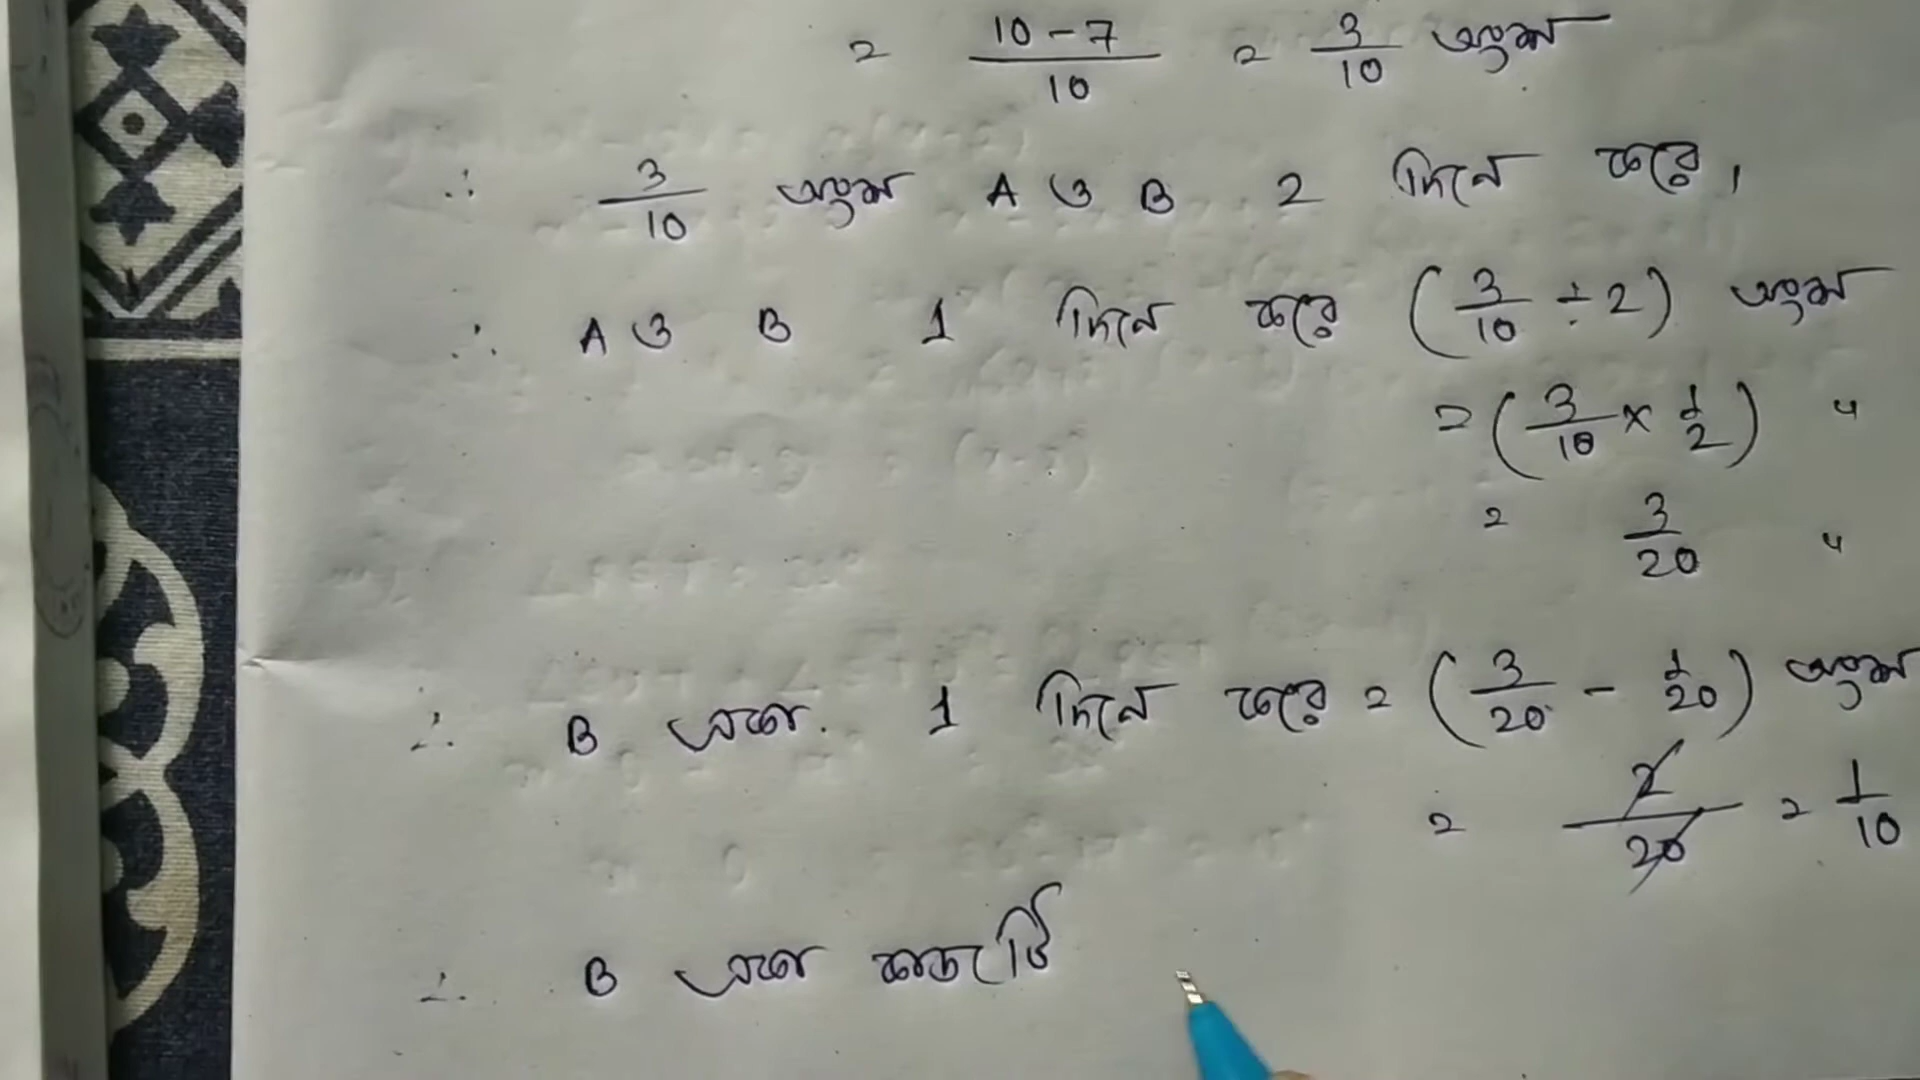 = 10 - 7 / 10 = 3/10 অংশ
∴ 3/10 অংশ A ও B 2 দিনে করে,
∴ A ও B 1 দিনে করে (3/10 ÷ 2) অংশ
= (3/10 × 1/2) "
= 3/20 "
∴ B একা 1 দিনে করে = (3/20 - 1/20) অংশ
= 2/20 = 1/10
∴ B একা কাজটি